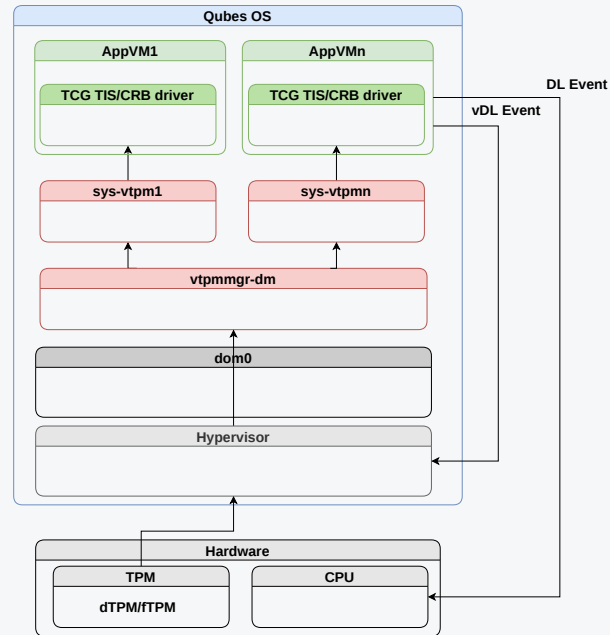 Qubes OS
AppVM1
AppVMn
TCG TIS/CRB driver
TCG TIS/CRB driver
DL Event
vDL Event
sys-vtpm1
sys-vtpmn
vtpmmgr-dm
dom0
Hypervisor
Hardware
TPM
CPU
dTPM/fTPM